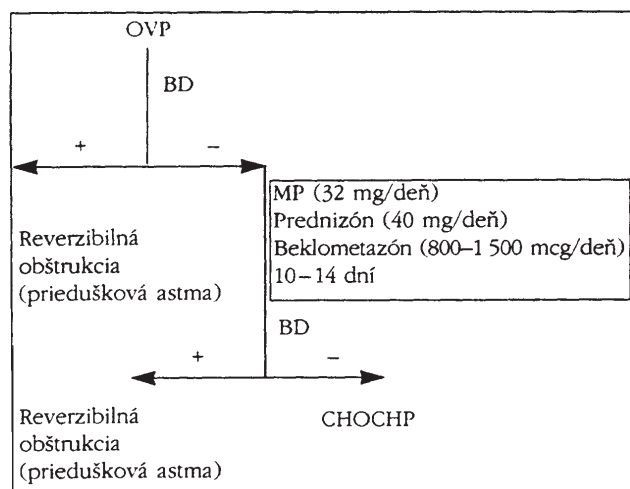 OVP
BD
+ –
MP (32 mg/deň)
Prednizón (40 mg/deň)
Beklometazón (800–1 500 mcg/deň)
10–14 dní
Reverzibilná
obštrukcia
(priedušková astma)
BD
+ –
Reverzibilná
obštrukcia
(priedušková astma)
CHOCHP